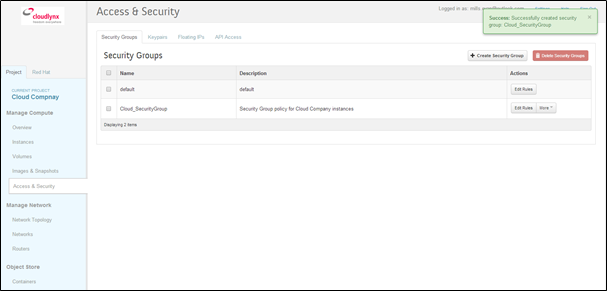 cloudlynx
Access & Security
Logged in as:
Success: Successfully created security
group: Cloud_SecurityGroup
×
Security Groups
Keypairs
Floating IPs
API Access
Security Groups
+ Create Security Group
Delete Security Groups
Name
Description
Actions
default
default
Edit Rules
Cloud_SecurityGroup
Security Group policy for Cloud Company instances
Edit Rules
More
Displaying 2 items
Project
Red Hat
CURRENT PROJECT
Cloud Compnay
Manage Compute
Overview
Instances
Volumes
Images & Snapshots
Access & Security
Manage Network
Network Topology
Networks
Routers
Object Store
Containers